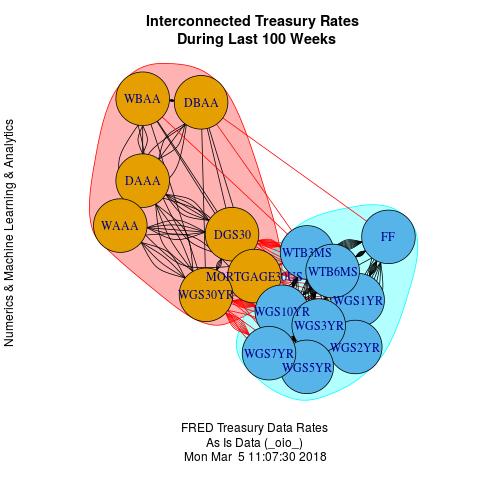 Interconnected Treasury Rates
During Last 100 Weeks
Numerics & Machine Learning & Analytics
WBAA
DBAA
DAAA
WAAA
DGS30
FF
WTB3MS
WTB6MS
MORTGAGE30US
WGS30YR
WGS1YR
WGS10YR
WGS3YR
WGS7YR
WGS2YR
WGS5YR
FRED Treasury Data Rates
As Is Data (_oio_)
Mon Mar  5 11:07:30 2018